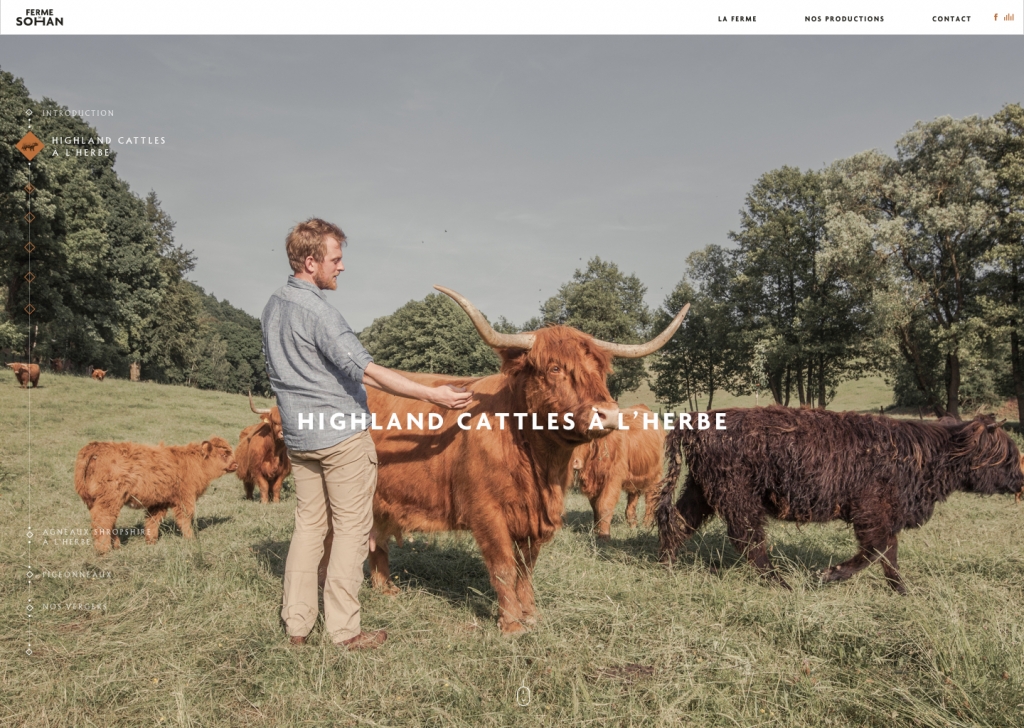 FERME
SOHAN
LA FERME
NOS PRODUCTIONS
CONTACT
INTRODUCTION
HIGHLAND CATTLES
À L'HERBE
HIGHLAND CATTLES À L’HERBE
AGNEAUX SHROPSHIRE
À L'HERBE
PIGEONNEAUX
NOS VERGERS